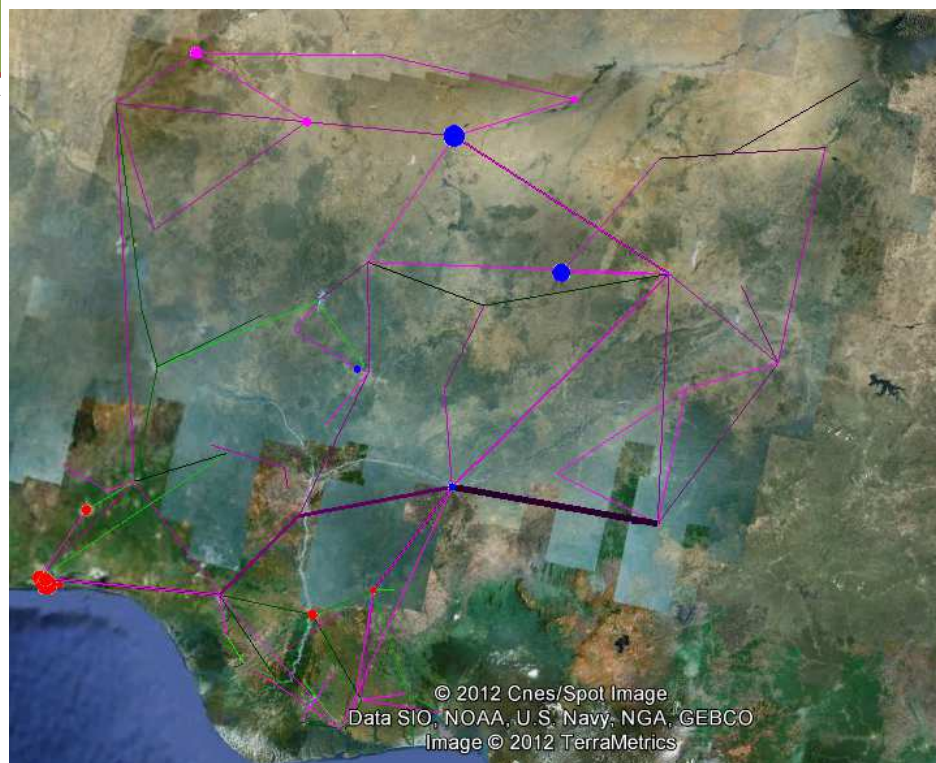 © 2012 Cnes/Spot Image
Data SIO, NOAA, U.S. Navy, NGA, GEBCO
Image © 2012 TerraMetrics